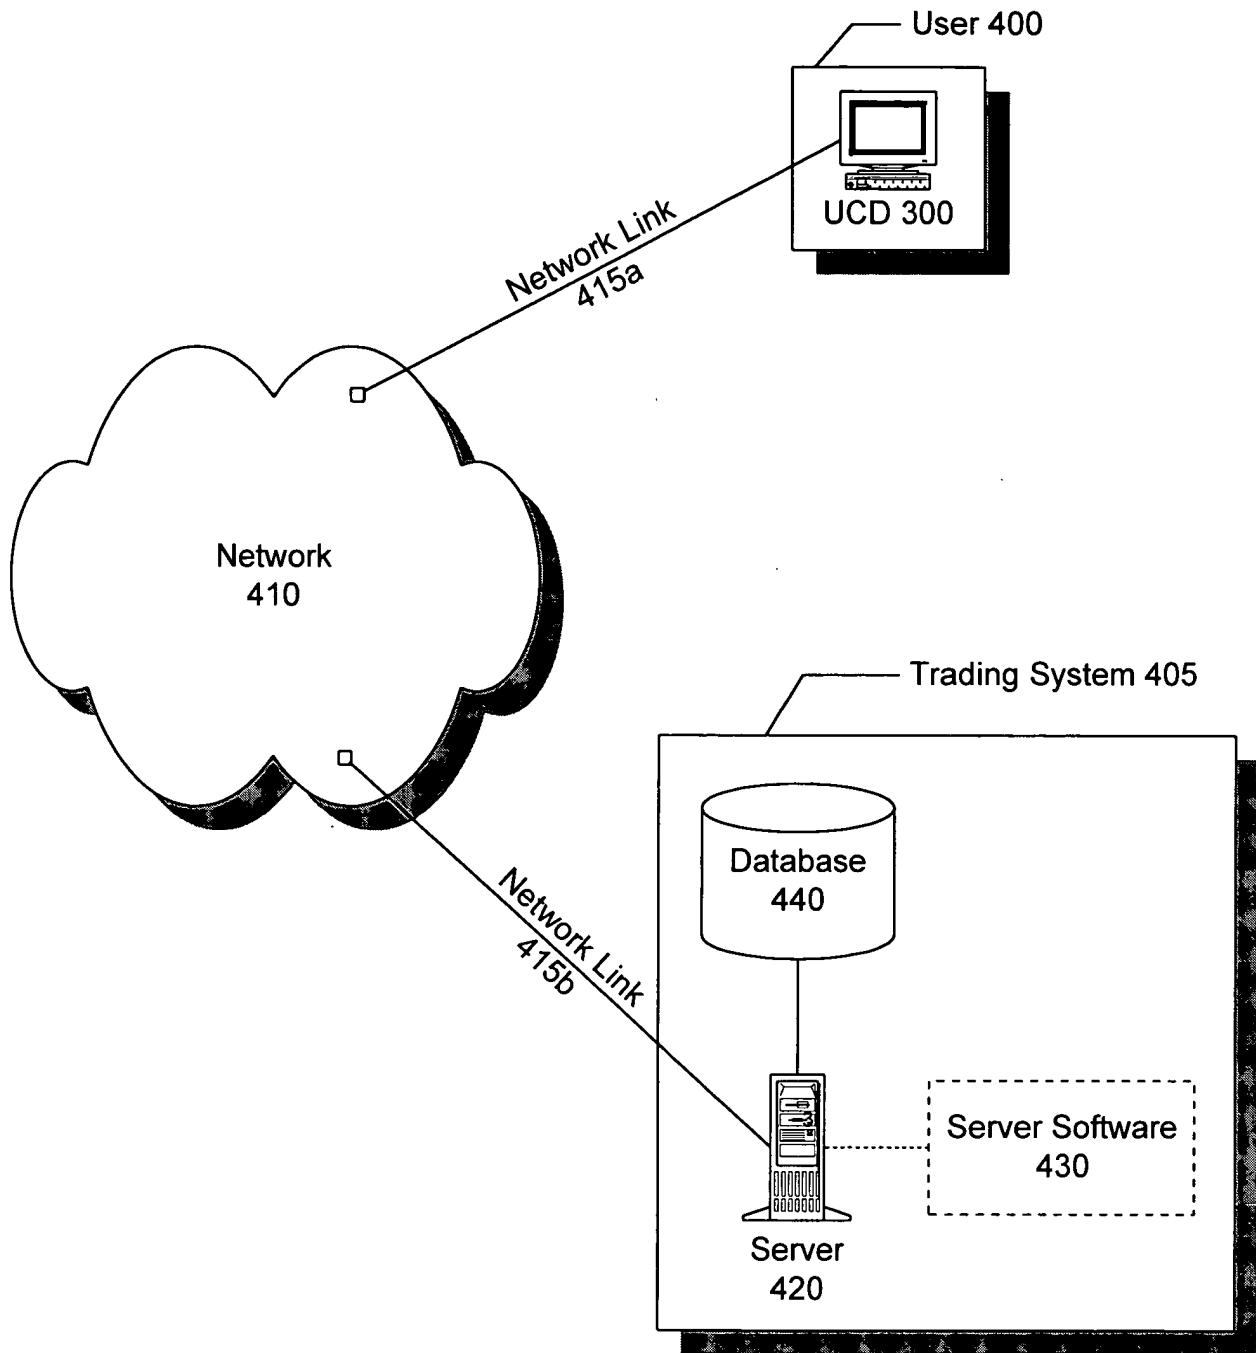 User 400
UCD 300
Network Link
415a
Network
410
Trading System 405
Database
440
Network Link
415b
Server Software
430
Server
420